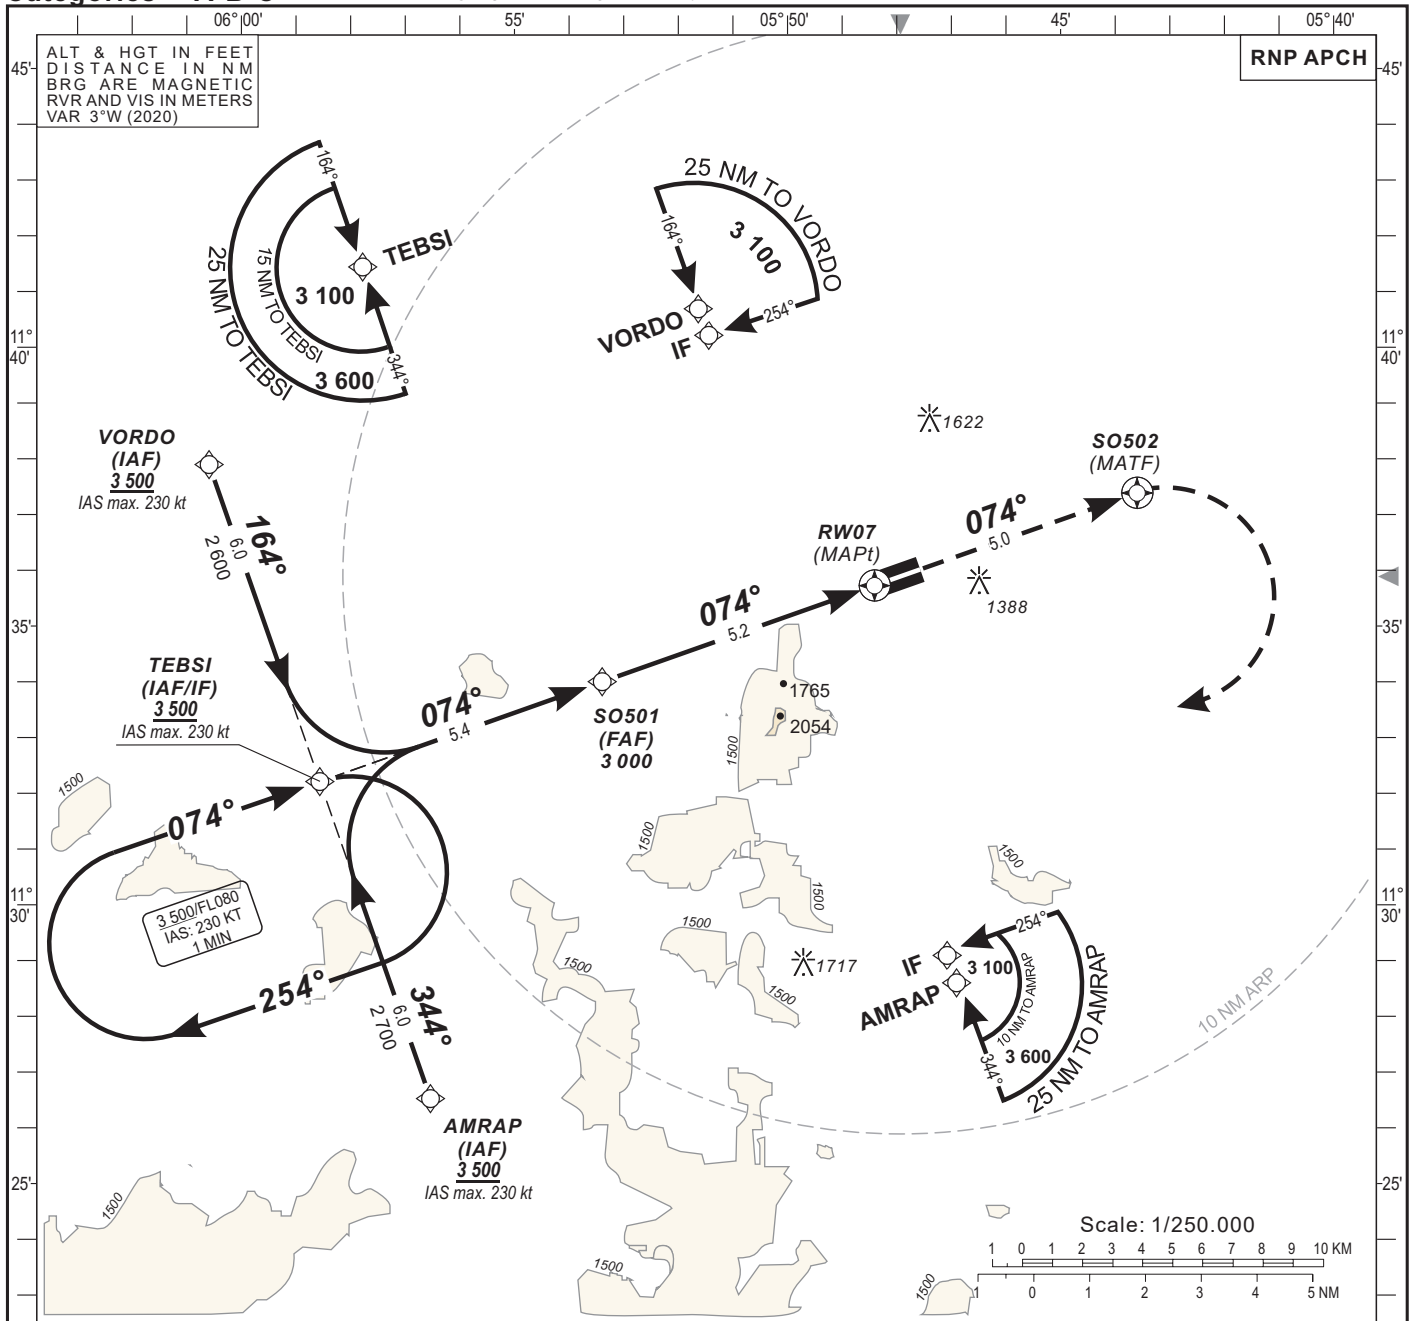 06°00'
55'
05°50'
45'
05°40'
ALT & HGT IN FEET
DISTANCE IN NM
BRG ARE MAGNETIC
RVR AND VIS IN METERS
VAR 3°W (2020)
RNP APCH
45'
45'
164°
TEBSI
25 NM TO TEBSI
15 NM TO TEBSI
3 100
3 600
344°
25 NM TO VORDO
3 100
164°
254°
VORDO
IF
11°
40'
11°
40'
VORDO
(IAF)
3 500
IAS max. 230 kt
164°
6.0
2 600
1622
SO502
(MATF)
RW07
(MAPt)
074°
5.0
1388
35'
35'
074°
5.2
TEBSI
(IAF/IF)
3 500
IAS max. 230 kt
074°
5.4
SO501
(FAF)
3 000
1765
2054
1500
1500
074°
1500
1500
1500
11°
30'
11°
30'
3 500/FL080
IAS: 230 KT
1 MIN
254°
1500
1500
1500
1717
254°
IF
AMRAP
3 100
10 NM TO AMRAP
3 600
25 NM TO AMRAP
344°
10 NM ARP
344°
6.0
2 700
AMRAP
(IAF)
3 500
IAS max. 230 kt
25'
25'
1500
1500
1500
Scale: 1/250.000
1 0 1 2 3 4 5 6 7 8 9 10 KM
1 0 1 2 3 4 5 NM